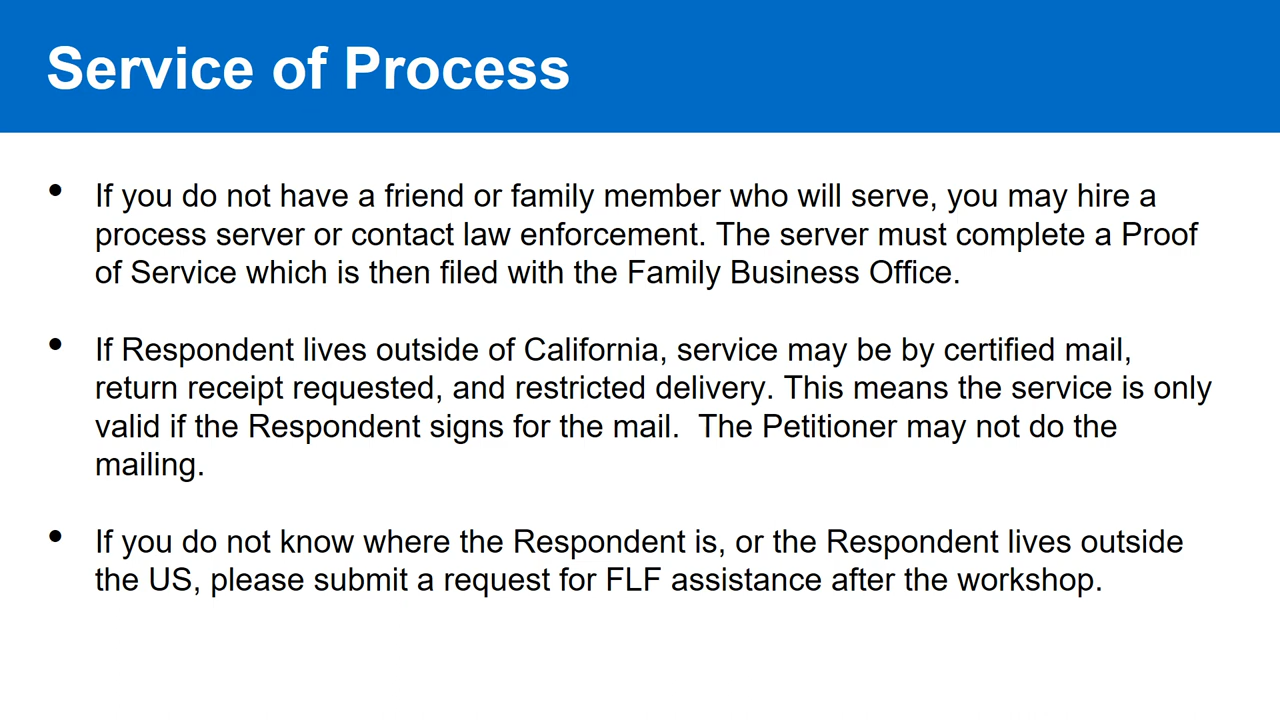 Service of Process
• If you do not have a friend or family member who will serve, you may hire a
process server or contact law enforcement. The server must complete a Proof
of Service which is then filed with the Family Business Office.
• If Respondent lives outside of California, service may be by certified mail,
return receipt requested, and restricted delivery. This means the service is only
valid if the Respondent signs for the mail.  The Petitioner may not do the
mailing.
• If you do not know where the Respondent is, or the Respondent lives outside
the US, please submit a request for FLF assistance after the workshop.